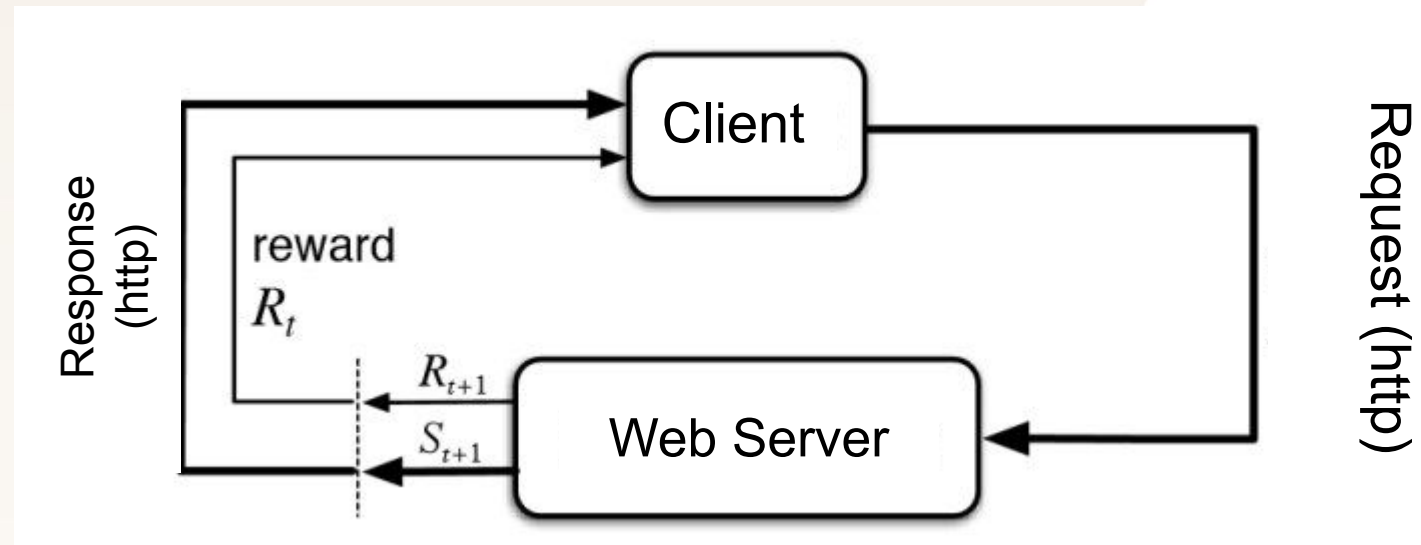 Client
Request (http)
Response
(http)
reward
R_t
R_{t+1}
S_{t+1}
Web Server